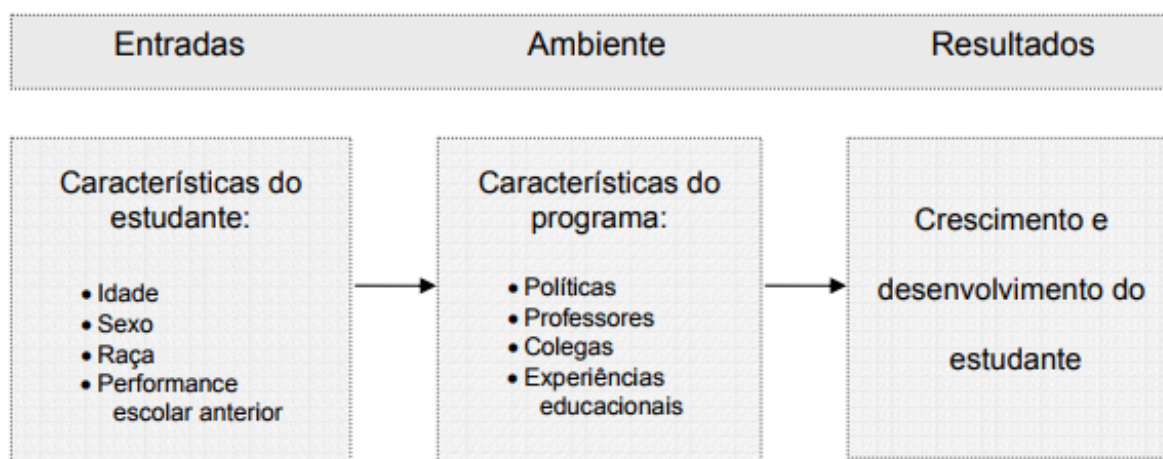 Entradas
Ambiente
Resultados
Características do
estudante:
• Idade
• Sexo
• Raça
• Performance
escolar anterior
Características do
programa:
• Políticas
• Professores
• Colegas
• Experiências
educacionais
Crescimento e
desenvolvimento do
estudante